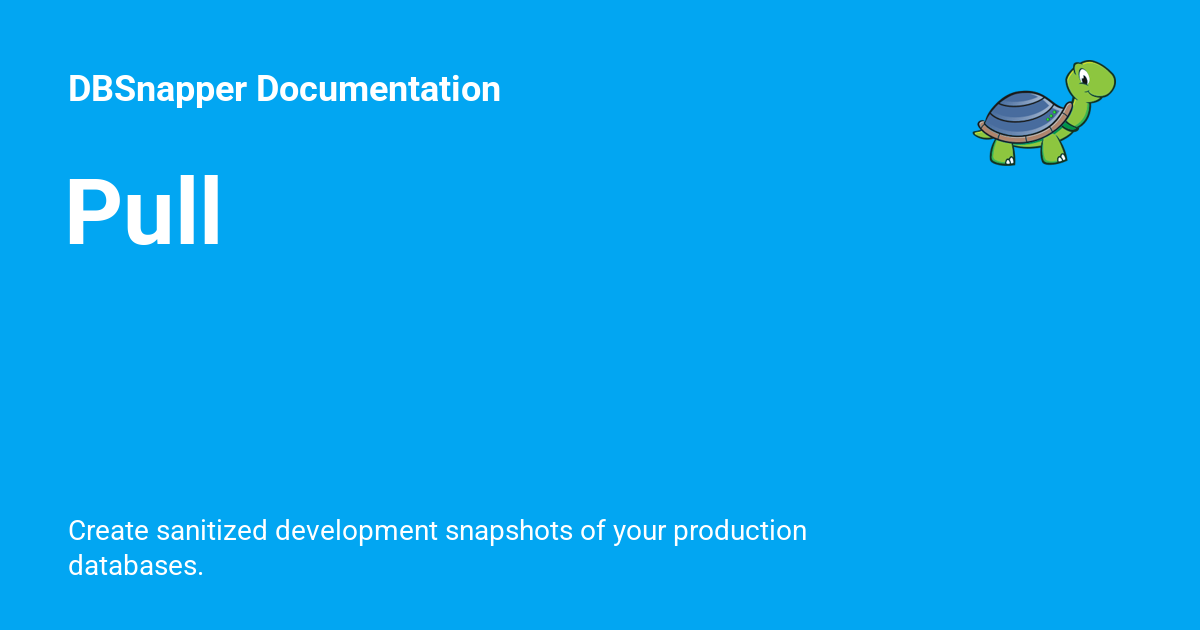 DBSnapper Documentation
Pull
Create sanitized development snapshots of your production
databases.